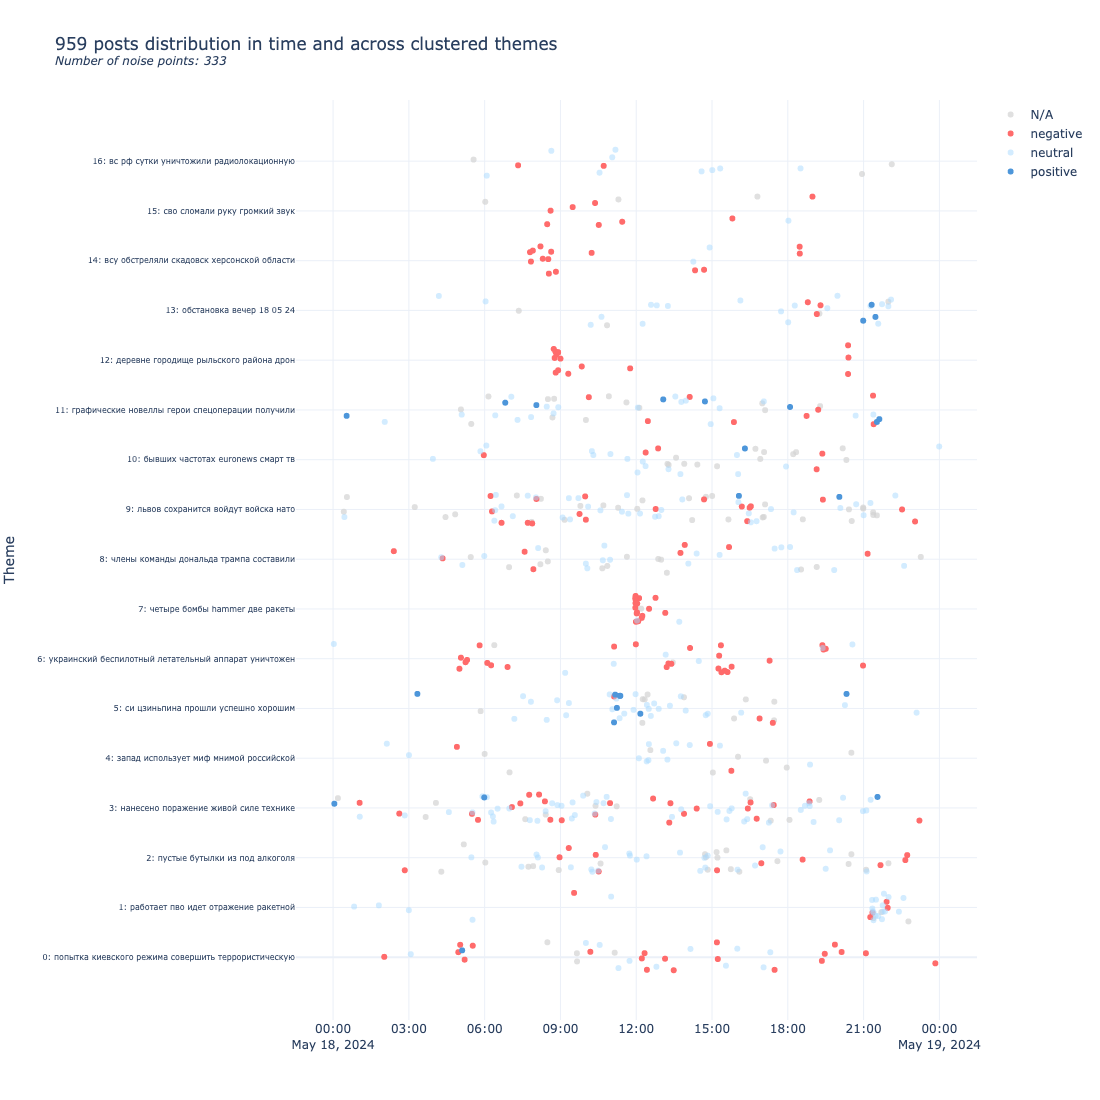 959 posts distribution in time and across clustered themes
Number of noise points: 333
N/A
negative
neutral
positive
Theme
16: вс рф сутки уничтожили радиолокационную
15: сво сломали руку громкий звук
14: всу обстреляли скадовск херсонской области
13: обстановка вечер 18 05 24
12: деревне городище рыльского района дрон
11: графические новеллы герои спецоперации получили
10: бывших частотах euronews смарт тв
9: львов сохранится войдут войска нато
8: члены команды дональда трампа составили
7: четыре бомбы hammer две ракеты
6: украинский беспилотный летательный аппарат уничтожен
5: си цзиньпина прошли успешно хорошим
4: запад использует миф мнимой российской
3: нанесено поражение живой силе технике
2: пустые бутылки из под алкоголя
1: работает пво идет отражение ракетной
0: попытка киевского режима совершить террористическую
00:00 03:00 06:00 09:00 12:00 15:00 18:00 21:00 00:00
May 18, 2024 May 19, 2024